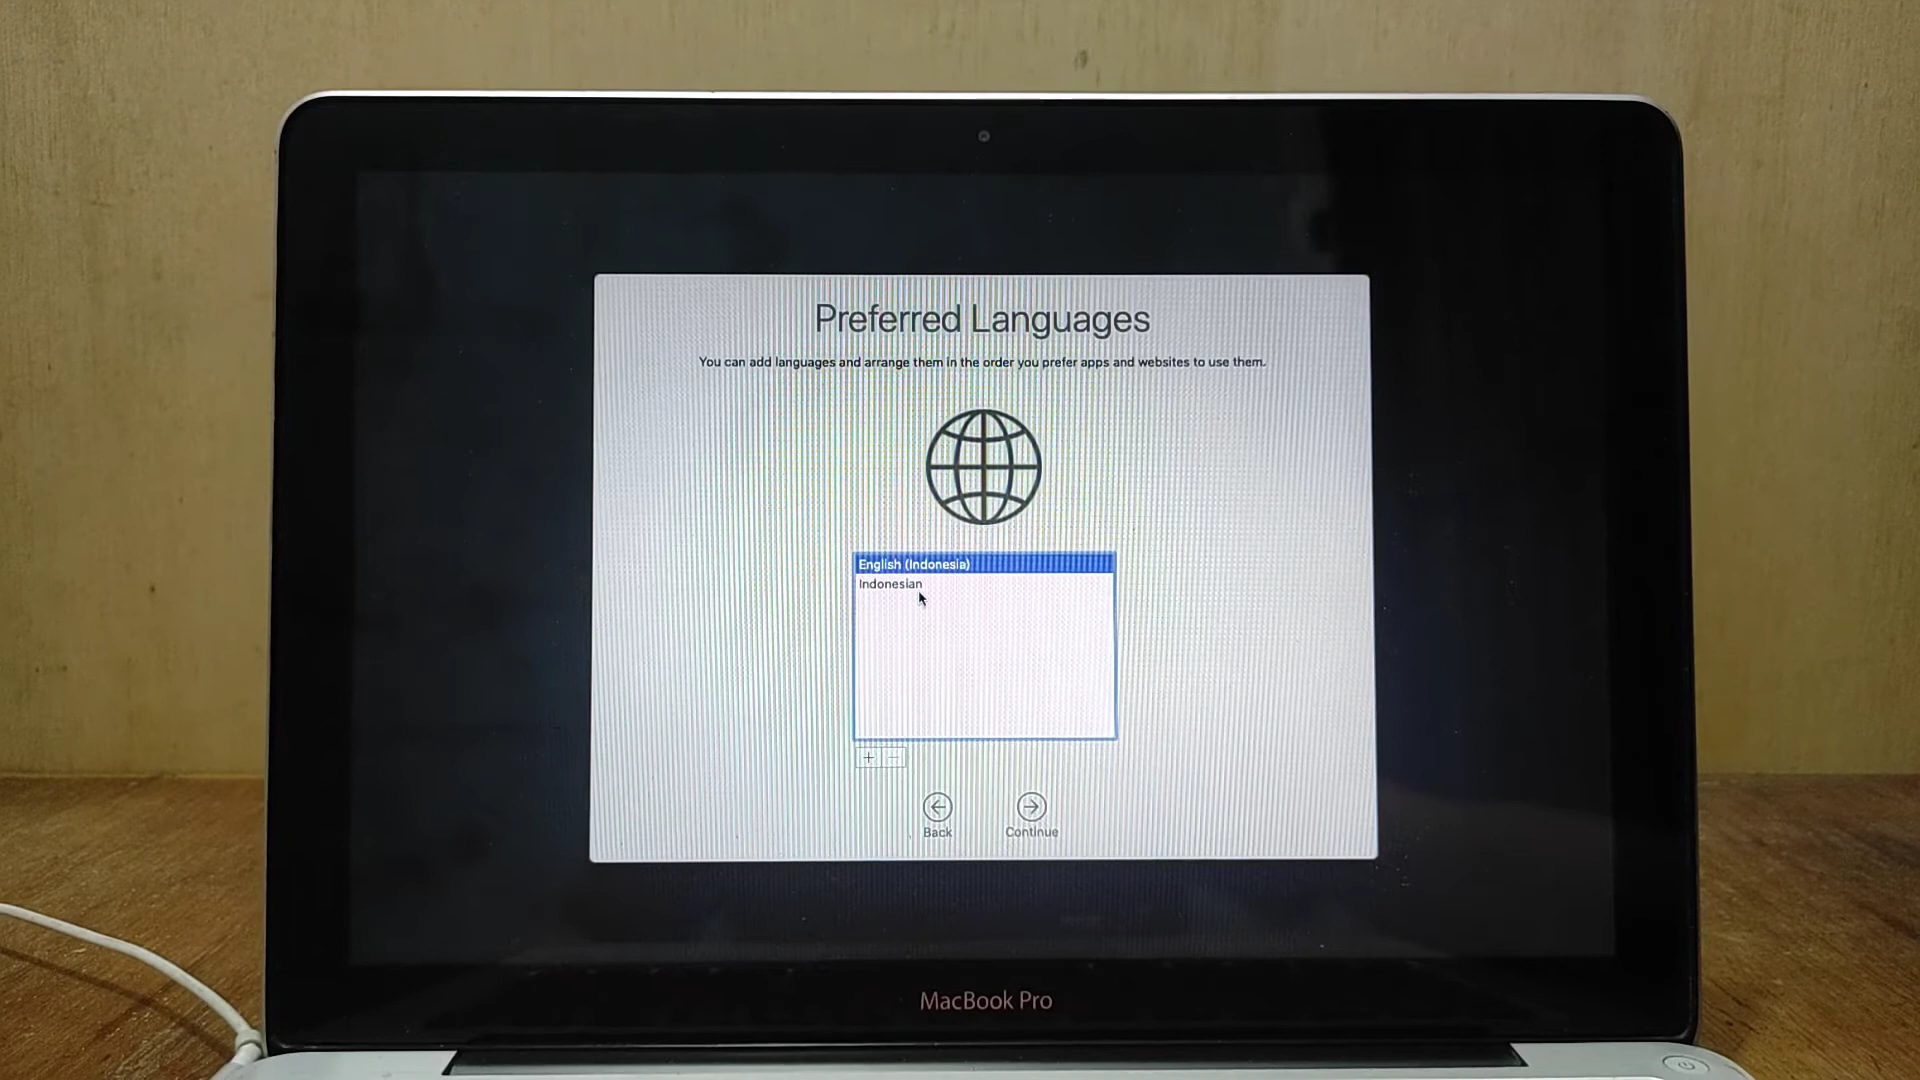 Preferred Languages
You can add languages and arrange them in the order you prefer apps and websites to use them.
English (Indonesia)
Indonesian
+ −
Back Continue
MacBook Pro